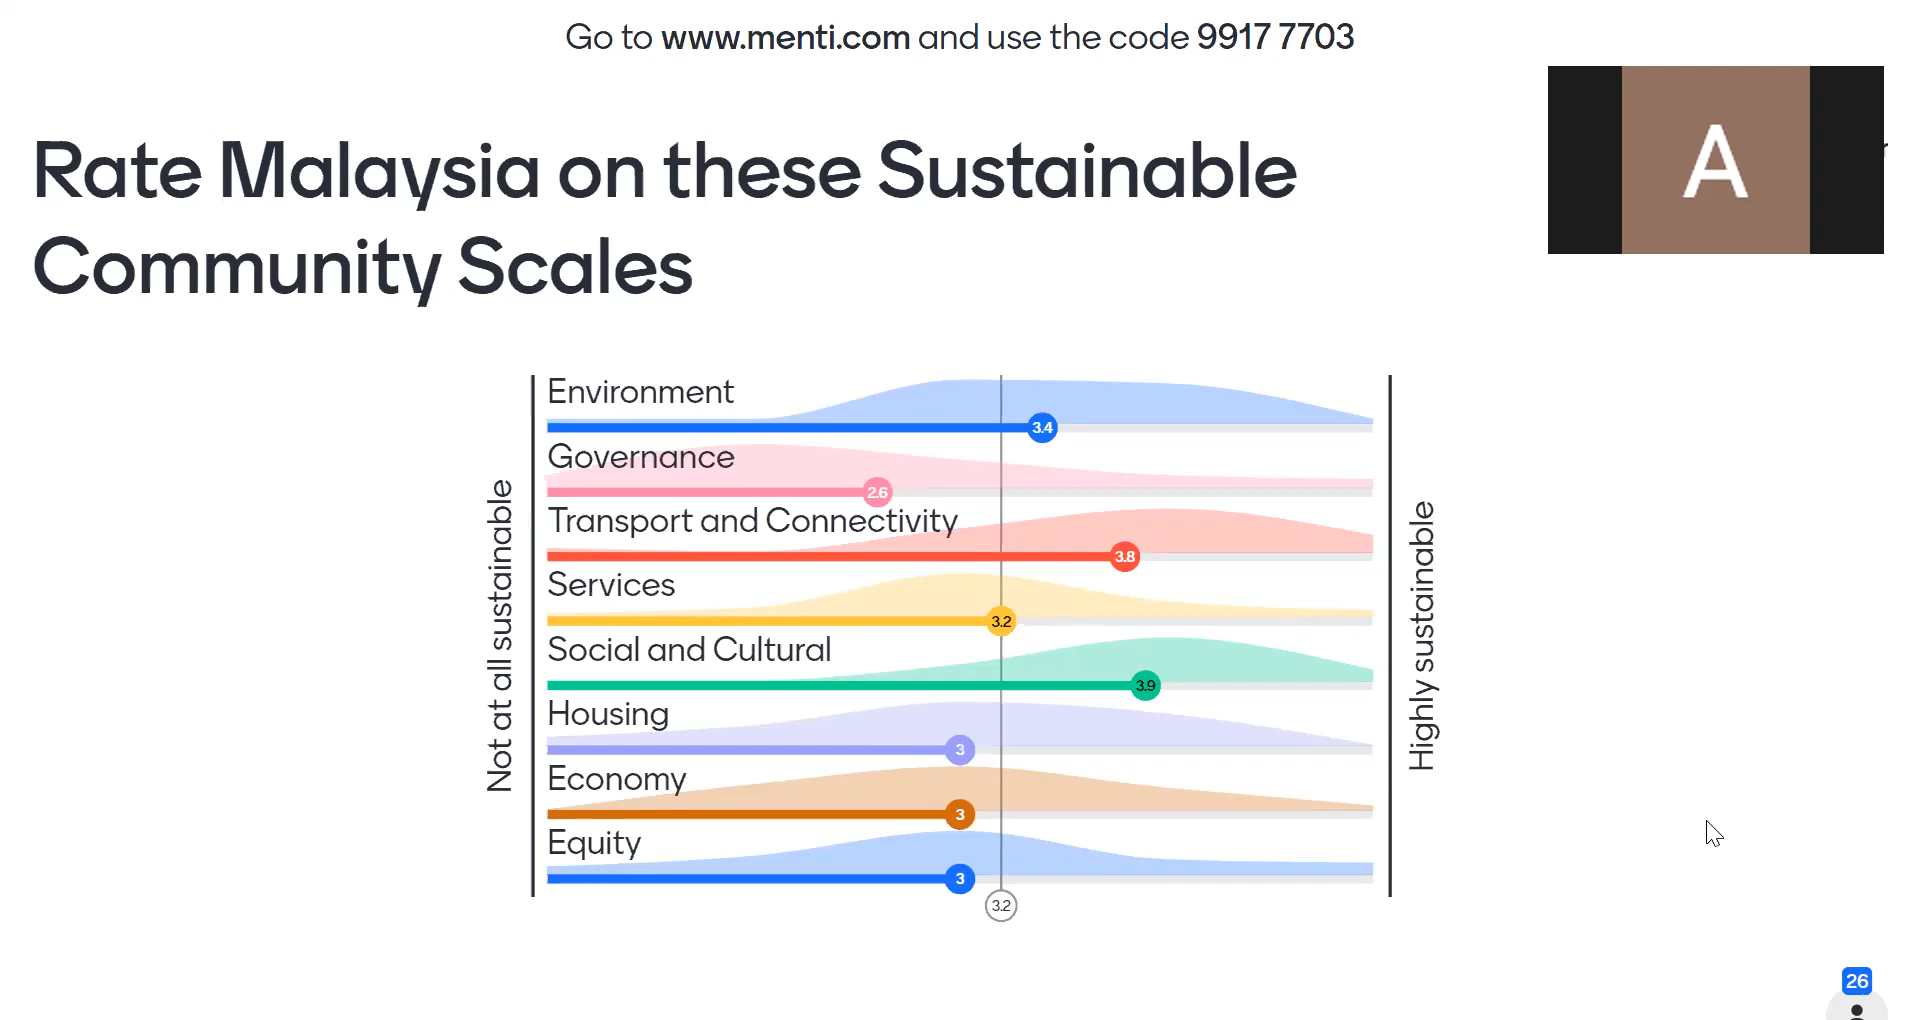 Go to www.menti.com and use the code 9917 7703
A
Rate Malaysia on these Sustainable
Community Scales
Not at all sustainable
Environment
3.4
Governance
2.6
Transport and Connectivity
3.8
Services
3.2
Social and Cultural
3.9
Housing
3
Economy
3
Equity
3
3.2
Highly sustainable
26